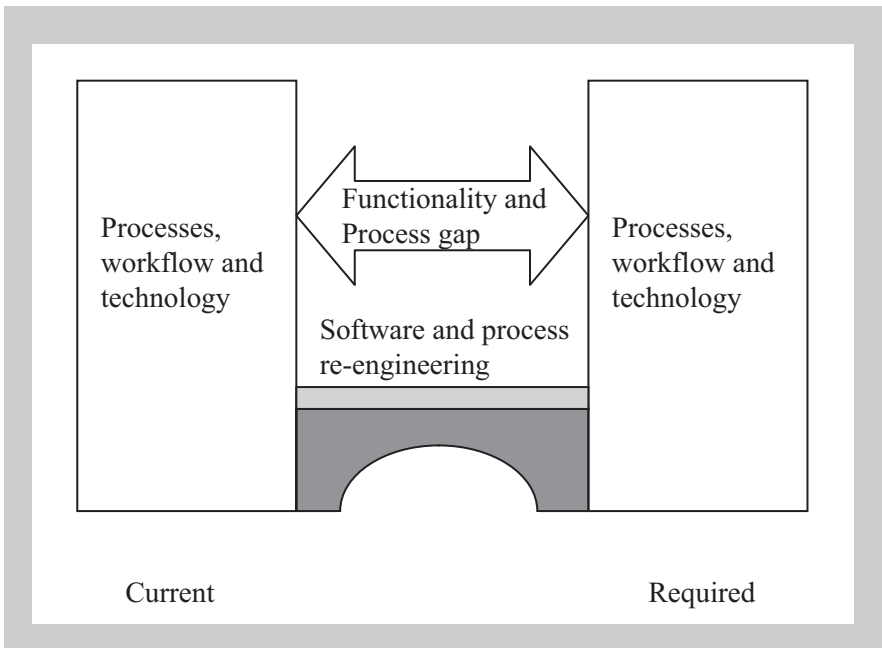 Processes,
workflow and
technology
Functionality and
Process gap
Software and process
re-engineering
Processes,
workflow and
technology
Current
Required